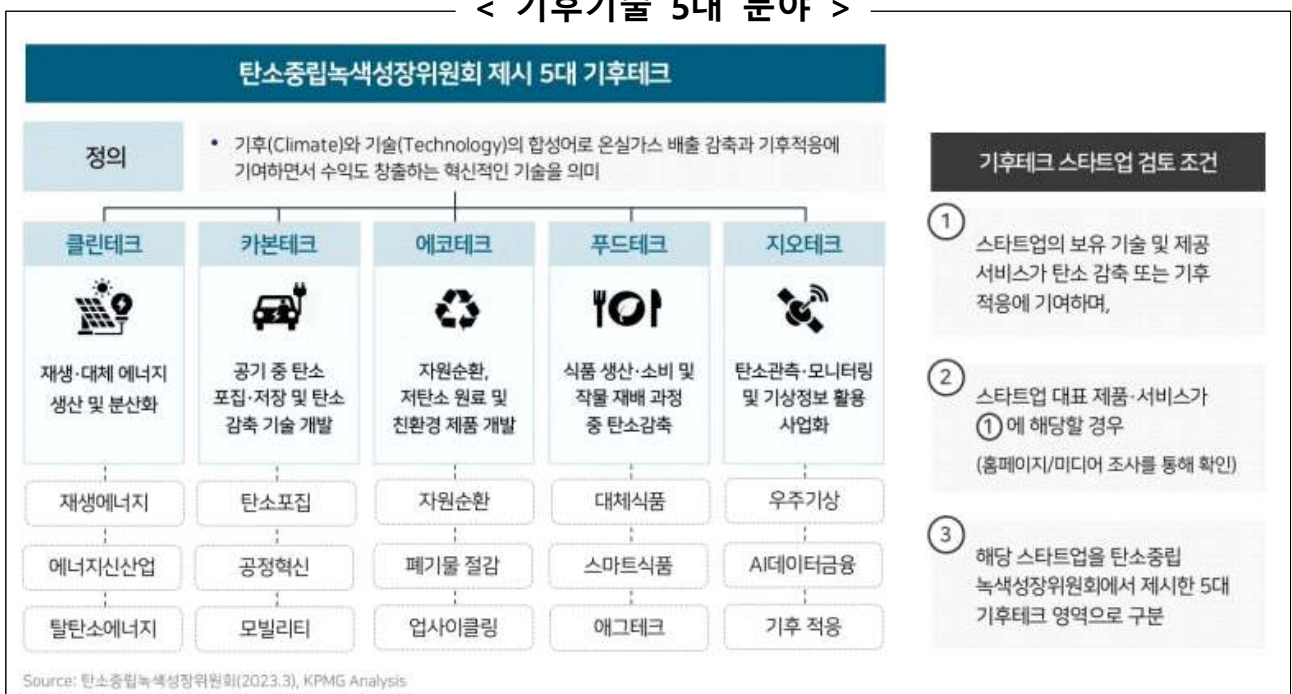 < 기후기술 5대 분야 >
탄소중립녹색성장위원회 제시 5대 기후테크
정의
• 기후(Climate)와 기술(Technology)의 합성어로 온실가스 배출 감축과 기후적응에
기여하면서 수익도 창출하는 혁신적인 기술을 의미
클린테크
재생·대체 에너지
생산 및 분산화
재생에너지
에너지신산업
탈탄소에너지
카본테크
공기 중 탄소
포집·저장 및 탄소
감축 기술 개발
탄소포집
공정혁신
모빌리티
에코테크
자원순환,
저탄소 원료 및
친환경 제품 개발
자원순환
폐기물 절감
업사이클링
푸드테크
식품 생산·소비 및
작물 재배 과정
중 탄소감축
대체식품
스마트식품
애그테크
지오테크
탄소관측·모니터링
및 기상정보 활용
사업화
우주기상
AI데이터금융
기후 적응
기후테크 스타트업 검토 조건
①
스타트업의 보유 기술 및 제공
서비스가 탄소 감축 또는 기후
적응에 기여하며,
②
스타트업 대표 제품·서비스가
①에 해당할 경우
(홈페이지/미디어 조사를 통해 확인)
③
해당 스타트업을 탄소중립
녹색성장위원회에서 제시한 5대
기후테크 영역으로 구분
Source: 탄소중립녹색성장위원회(2023.3), KPMG Analysis